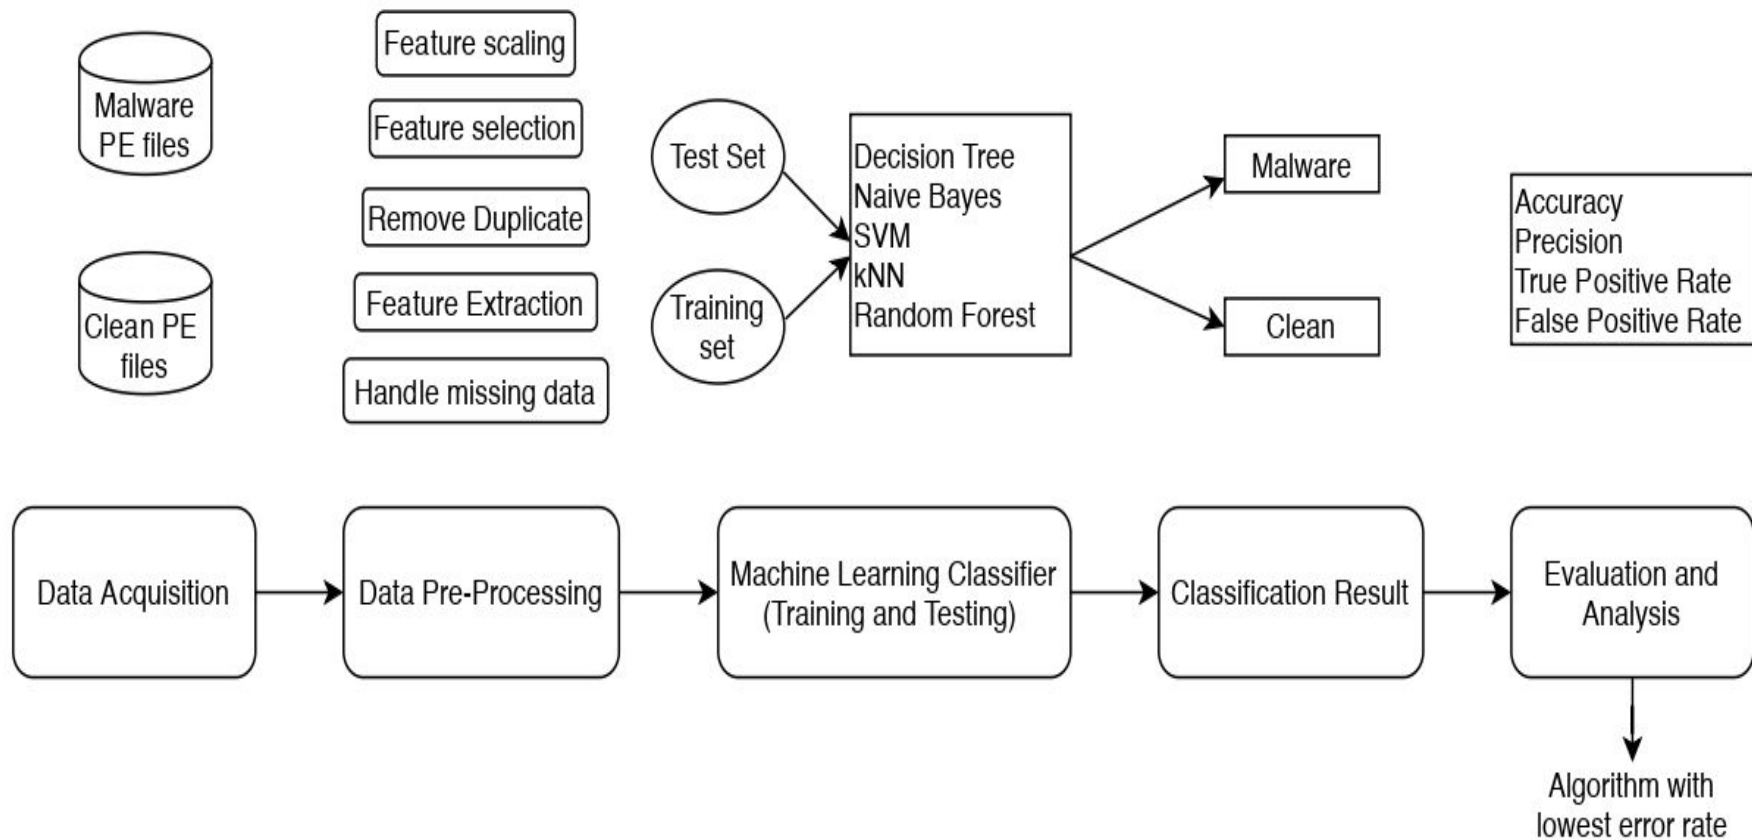 Malware
PE files
Clean PE
files
Feature scaling
Feature selection
Remove Duplicate
Feature Extraction
Handle missing data
Test Set
Training
set
Decision Tree
Naive Bayes
SVM
kNN
Random Forest
Malware
Clean
Accuracy
Precision
True Positive Rate
False Positive Rate
Data Acquisition
Data Pre-Processing
Machine Learning Classifier
(Training and Testing)
Classification Result
Evaluation and
Analysis
Algorithm with
lowest error rate